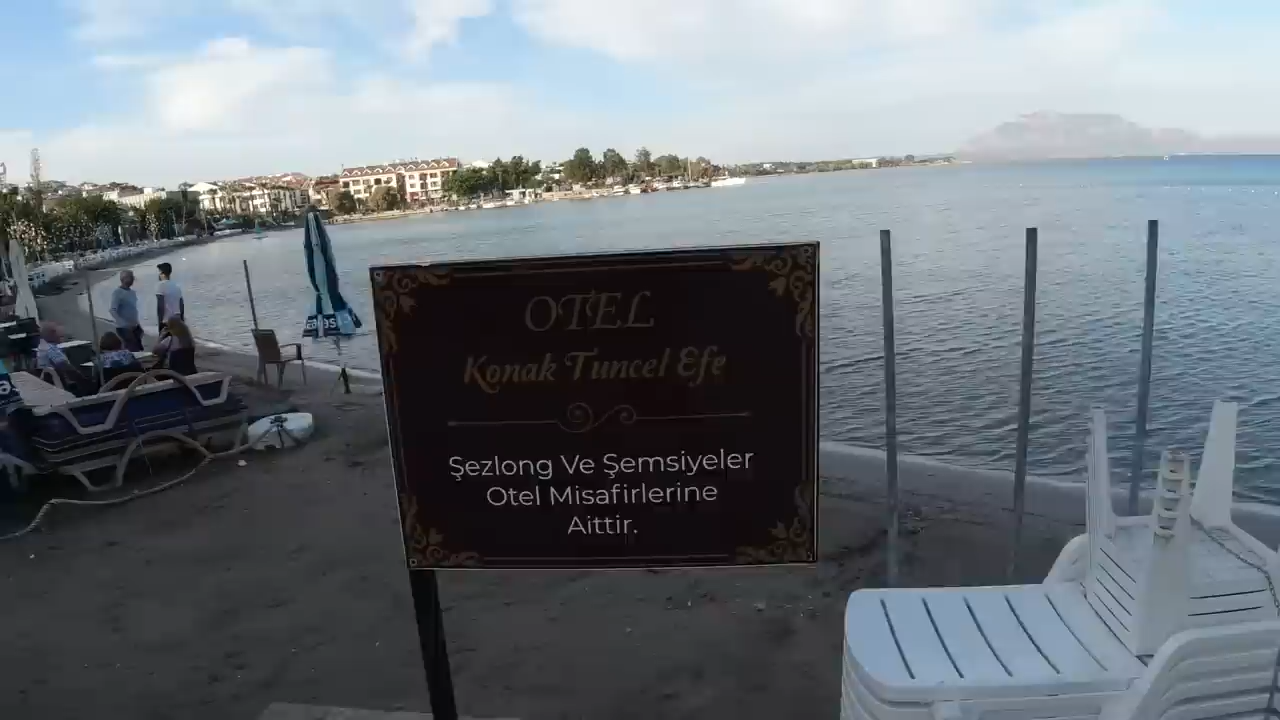 OTEL
Konak Tuncel Efe
Şezlong Ve Şemsiyeler
Otel Misafirlerine
Aittir.